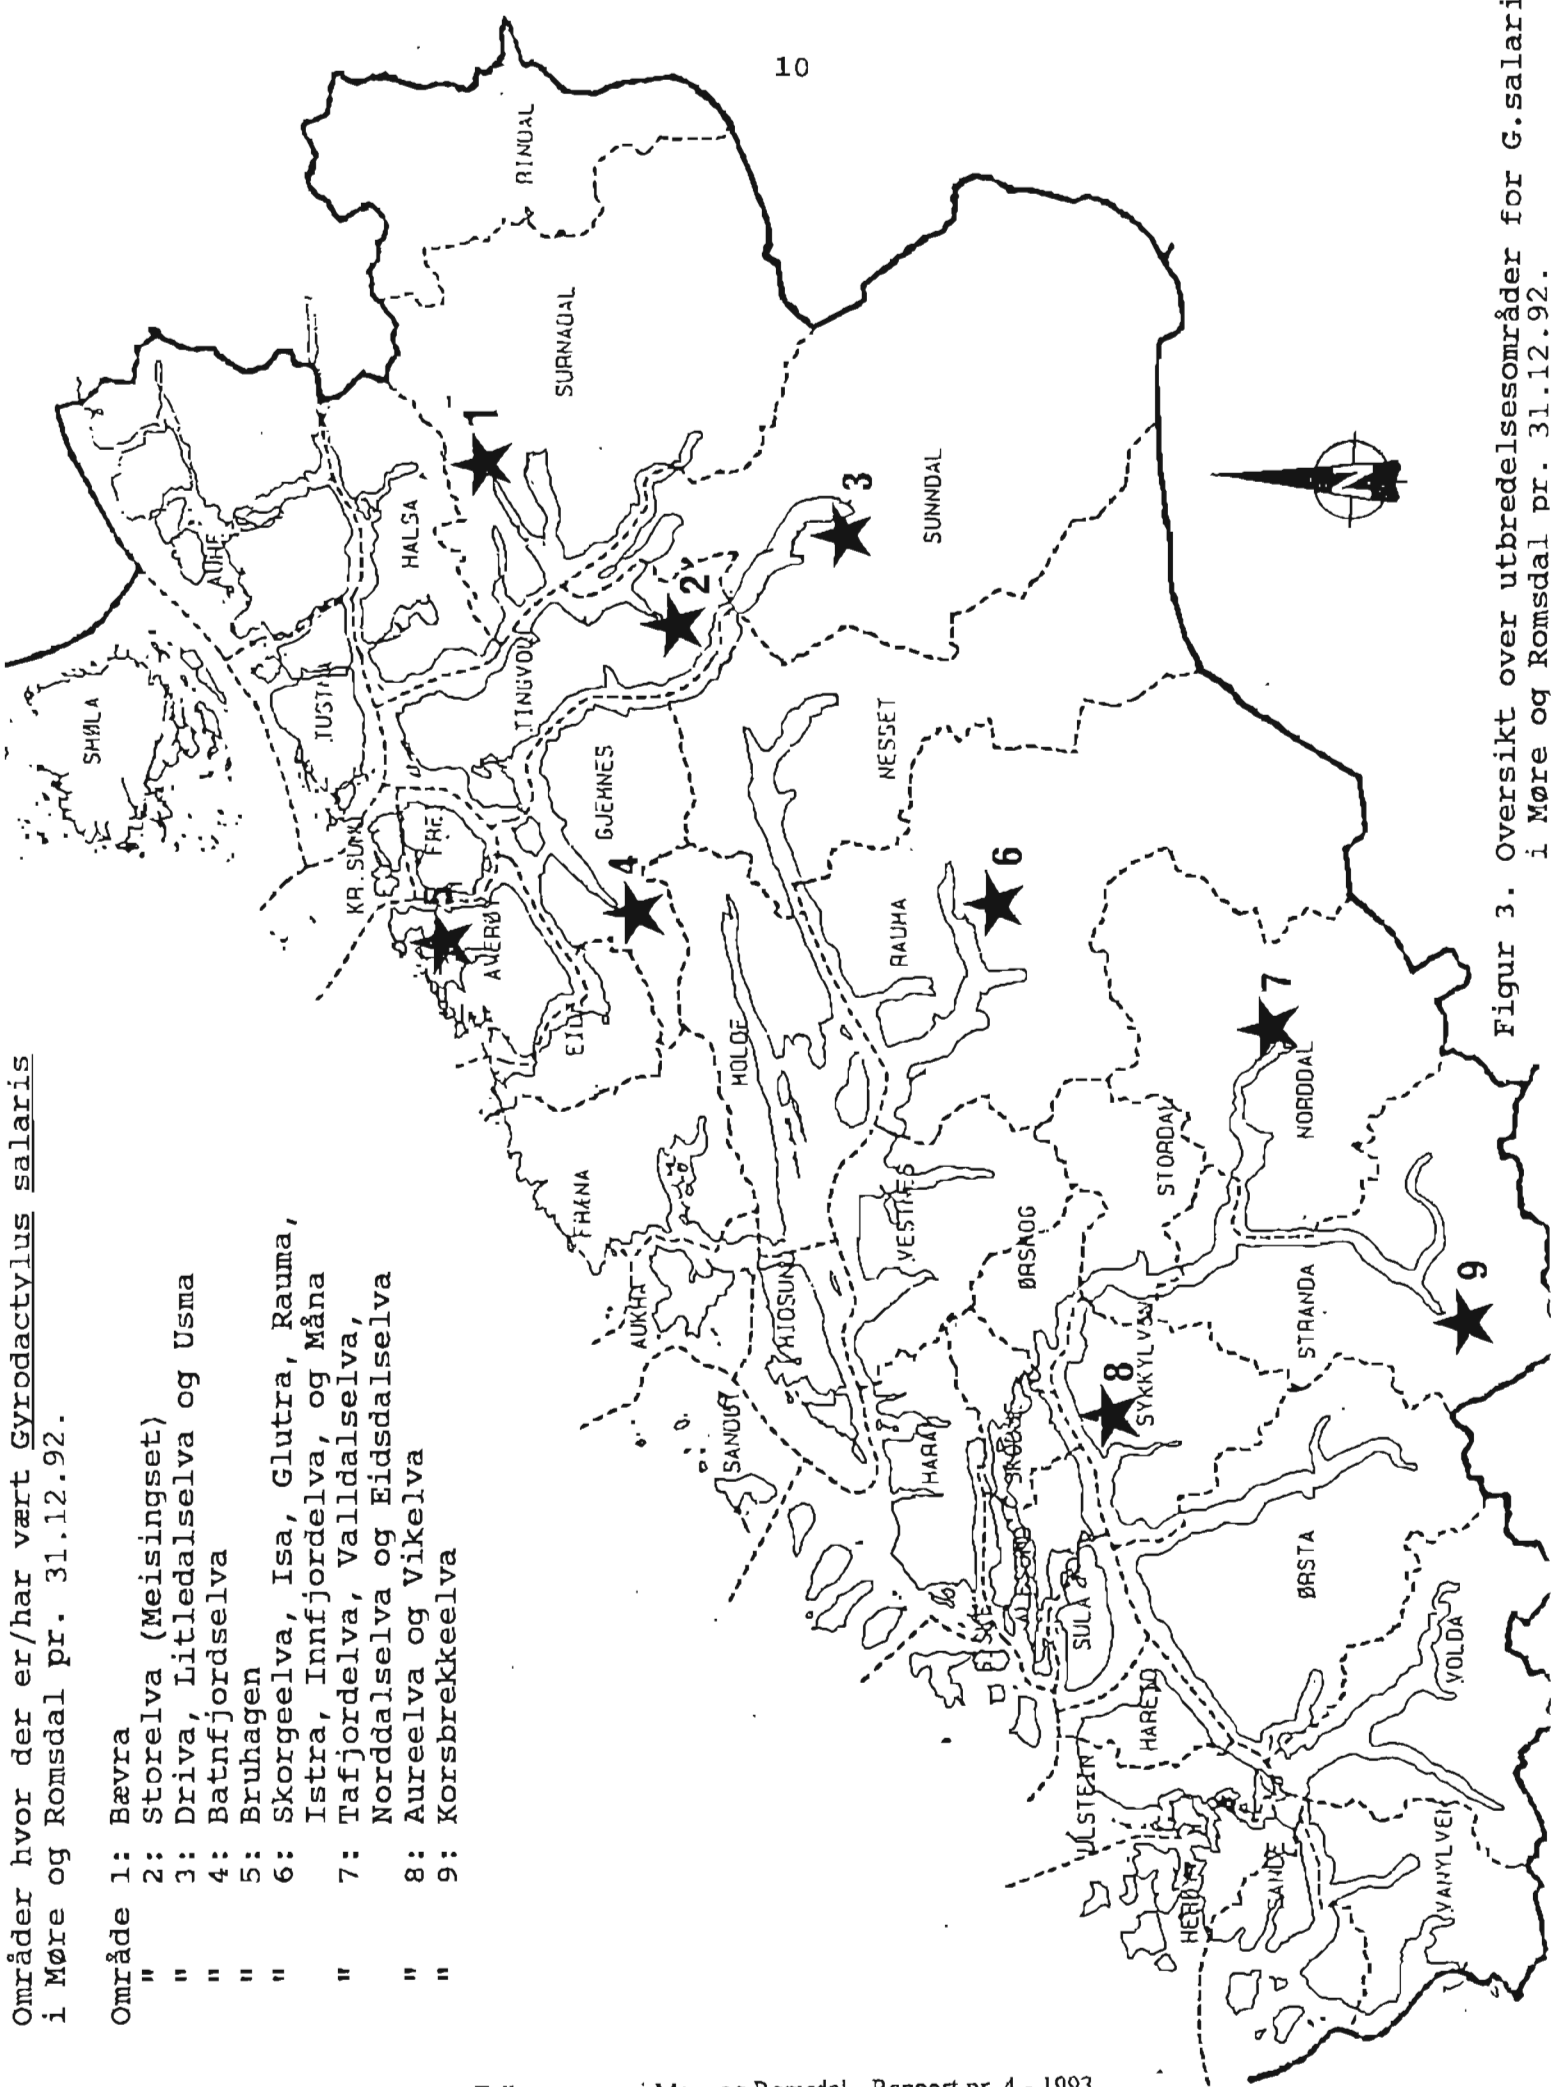 10
Områder hvor der er/har vært Gyrodactylus salaris
i Møre og Romsdal pr. 31.12.92.
Område 1: Bævra
" 2: Storelva (Meisingset)
" 3: Driva, Litledalselva og Usma
" 4: Batnfjordselva
" 5: Bruhagen
" 6: Skorgeelva, Isa, Glutra, Rauma,
Istra, Innfjordelva, og Måna
" 7: Tafjordelva, Valldalselva,
Norddalselva og Eidsdalselva
" 8: Aureelva og Vikelva
" 9: Korsbrekkeelva
SMØLA
AURE
TUSTNA
HALSA
RINDAL
SURNADAL
1
KR.SUND
FREI
5
AVERØY
TINGVOLL
2
3
SUNNDAL
GJEMNES
4
EIDE
FRÆNA
NESSET
MOLDE
RAUMA
6
AUKRA
MIDSUND
SANDØY
VESTNES
HARAM
ØRSKOG
STORDAL
NORDDAL
7
SKODJE
ÅLESUND
SULA
SYKKYLVEN
8
STRANDA
9
ØRSTA
HAREID
ULSTEIN
HERØY
SANDE
VOLDA
VANYLVEN
N
Figur 3. Oversikt over utbredelsesområder for G.salari
i Møre og Romsdal pr. 31.12.92.